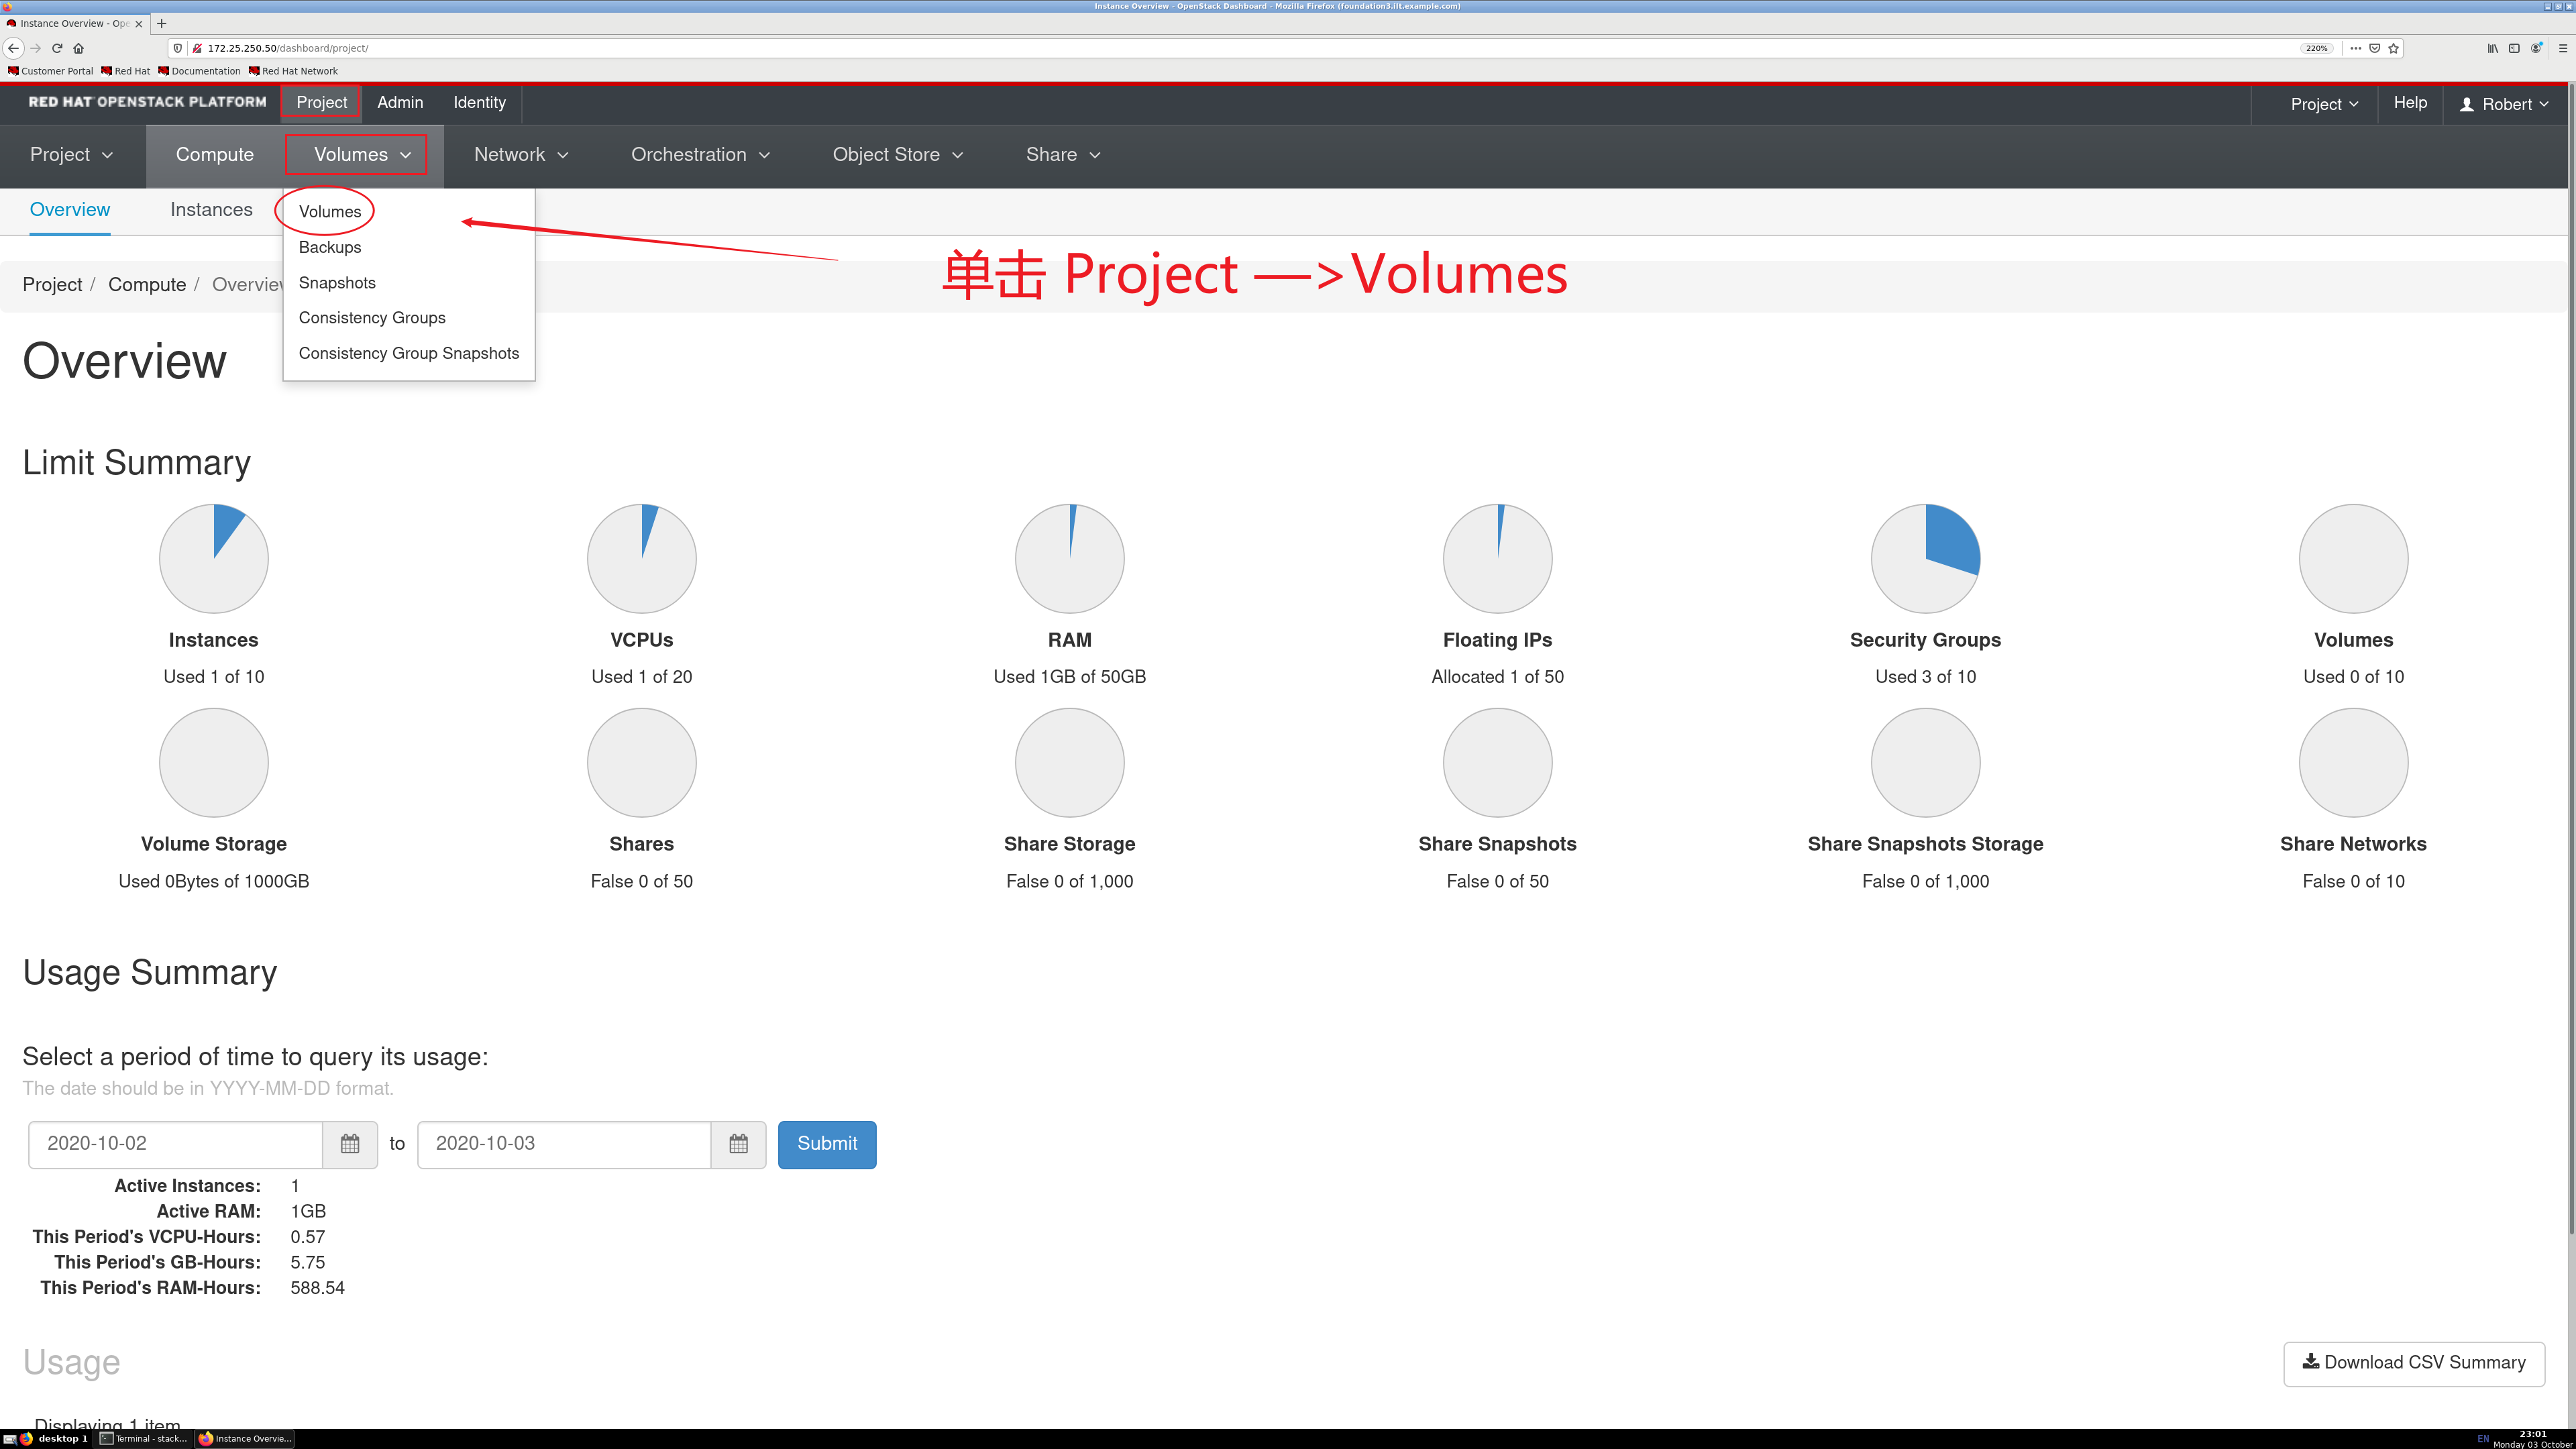 Instance Overview - OpenStack Dashboard - Mozilla Firefox (foundation3.ilt.example.com)
Instance Overview - Ope
172.25.250.50/dashboard/project/
220%
Customer Portal Red Hat Documentation Red Hat Network
RED HAT OPENSTACK PLATFORM Project Admin Identity Project Help Robert
Project Compute Volumes Network Orchestration Object Store Share
Overview Instances Volumes
Backups
单击 Project —>Volumes
Project / Compute / Overview Snapshots
Consistency Groups
Consistency Group Snapshots
Overview
Limit Summary
Instances VCPUs RAM Floating IPs Security Groups Volumes
Used 1 of 10 Used 1 of 20 Used 1GB of 50GB Allocated 1 of 50 Used 3 of 10 Used 0 of 10
Volume Storage Shares Share Storage Share Snapshots Share Snapshots Storage Share Networks
Used 0Bytes of 1000GB False 0 of 50 False 0 of 1,000 False 0 of 50 False 0 of 1,000 False 0 of 10
Usage Summary
Select a period of time to query its usage:
The date should be in YYYY-MM-DD format.
2020-10-02 to 2020-10-03 Submit
Active Instances: 1
Active RAM: 1GB
This Period's VCPU-Hours: 0.57
This Period's GB-Hours: 5.75
This Period's RAM-Hours: 588.54
Usage Download CSV Summary
Displaying 1 item
desktop 1 Terminal - stack... Instance Overvie... EN 23:01
Monday 03 October